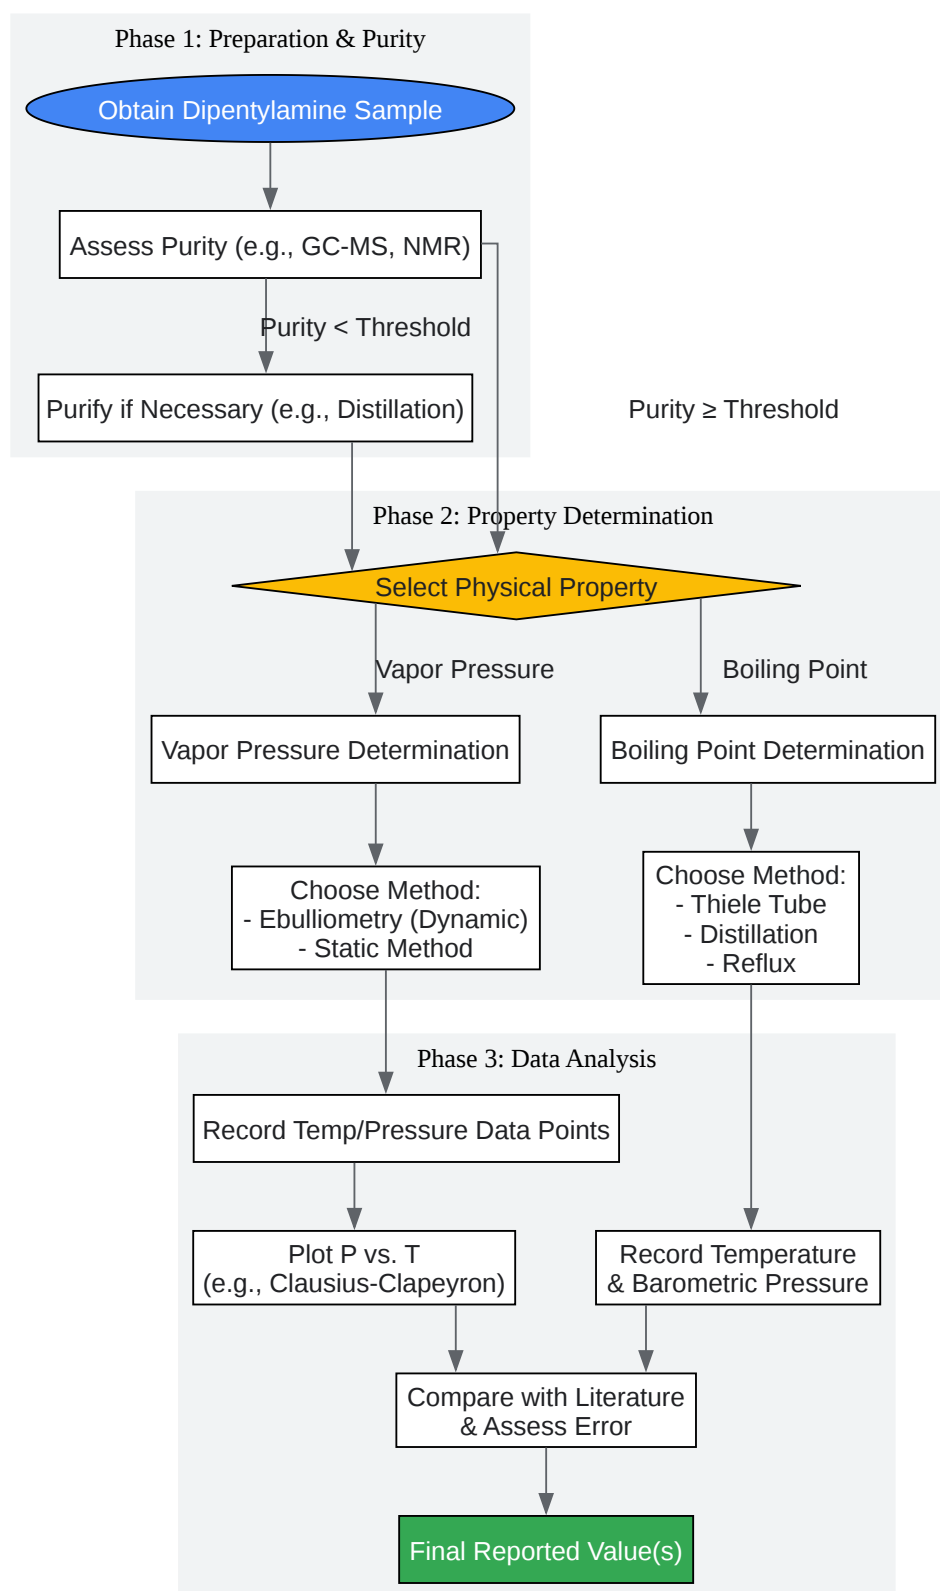 Phase 1: Preparation & Purity
Obtain Dipentylamine Sample
Assess Purity (e.g., GC-MS, NMR)
Purity < Threshold
Purify if Necessary (e.g., Distillation)
Purity ≥ Threshold
Phase 2: Property Determination
Select Physical Property
Vapor Pressure
Boiling Point
Vapor Pressure Determination
Boiling Point Determination
Choose Method:
- Ebulliometry (Dynamic)
- Static Method
Choose Method:
- Thiele Tube
- Distillation
- Reflux
Phase 3: Data Analysis
Record Temp/Pressure Data Points
Plot P vs. T
(e.g., Clausius-Clapeyron)
Record Temperature
& Barometric Pressure
Compare with Literature
& Assess Error
Final Reported Value(s)